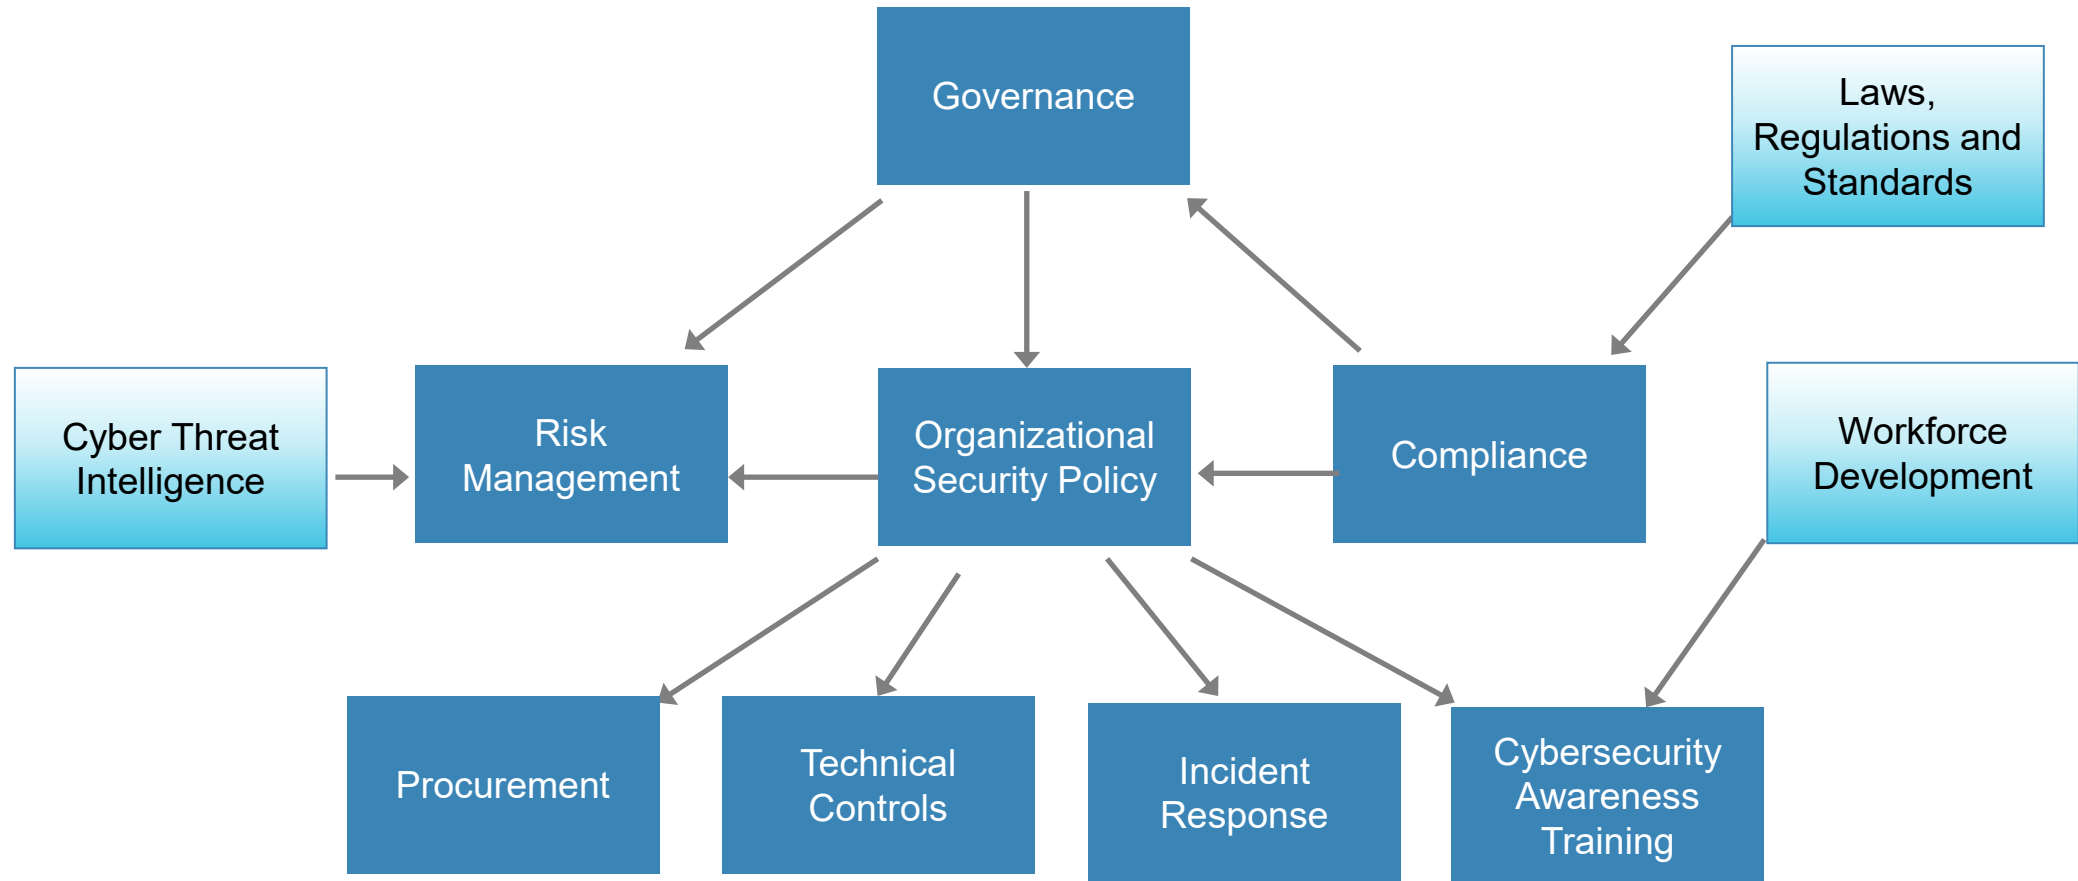 Governance
Laws,
Regulations and
Standards
Cyber Threat
Intelligence
Risk
Management
Organizational
Security Policy
Compliance
Workforce
Development
Procurement
Technical
Controls
Incident
Response
Cybersecurity
Awareness
Training